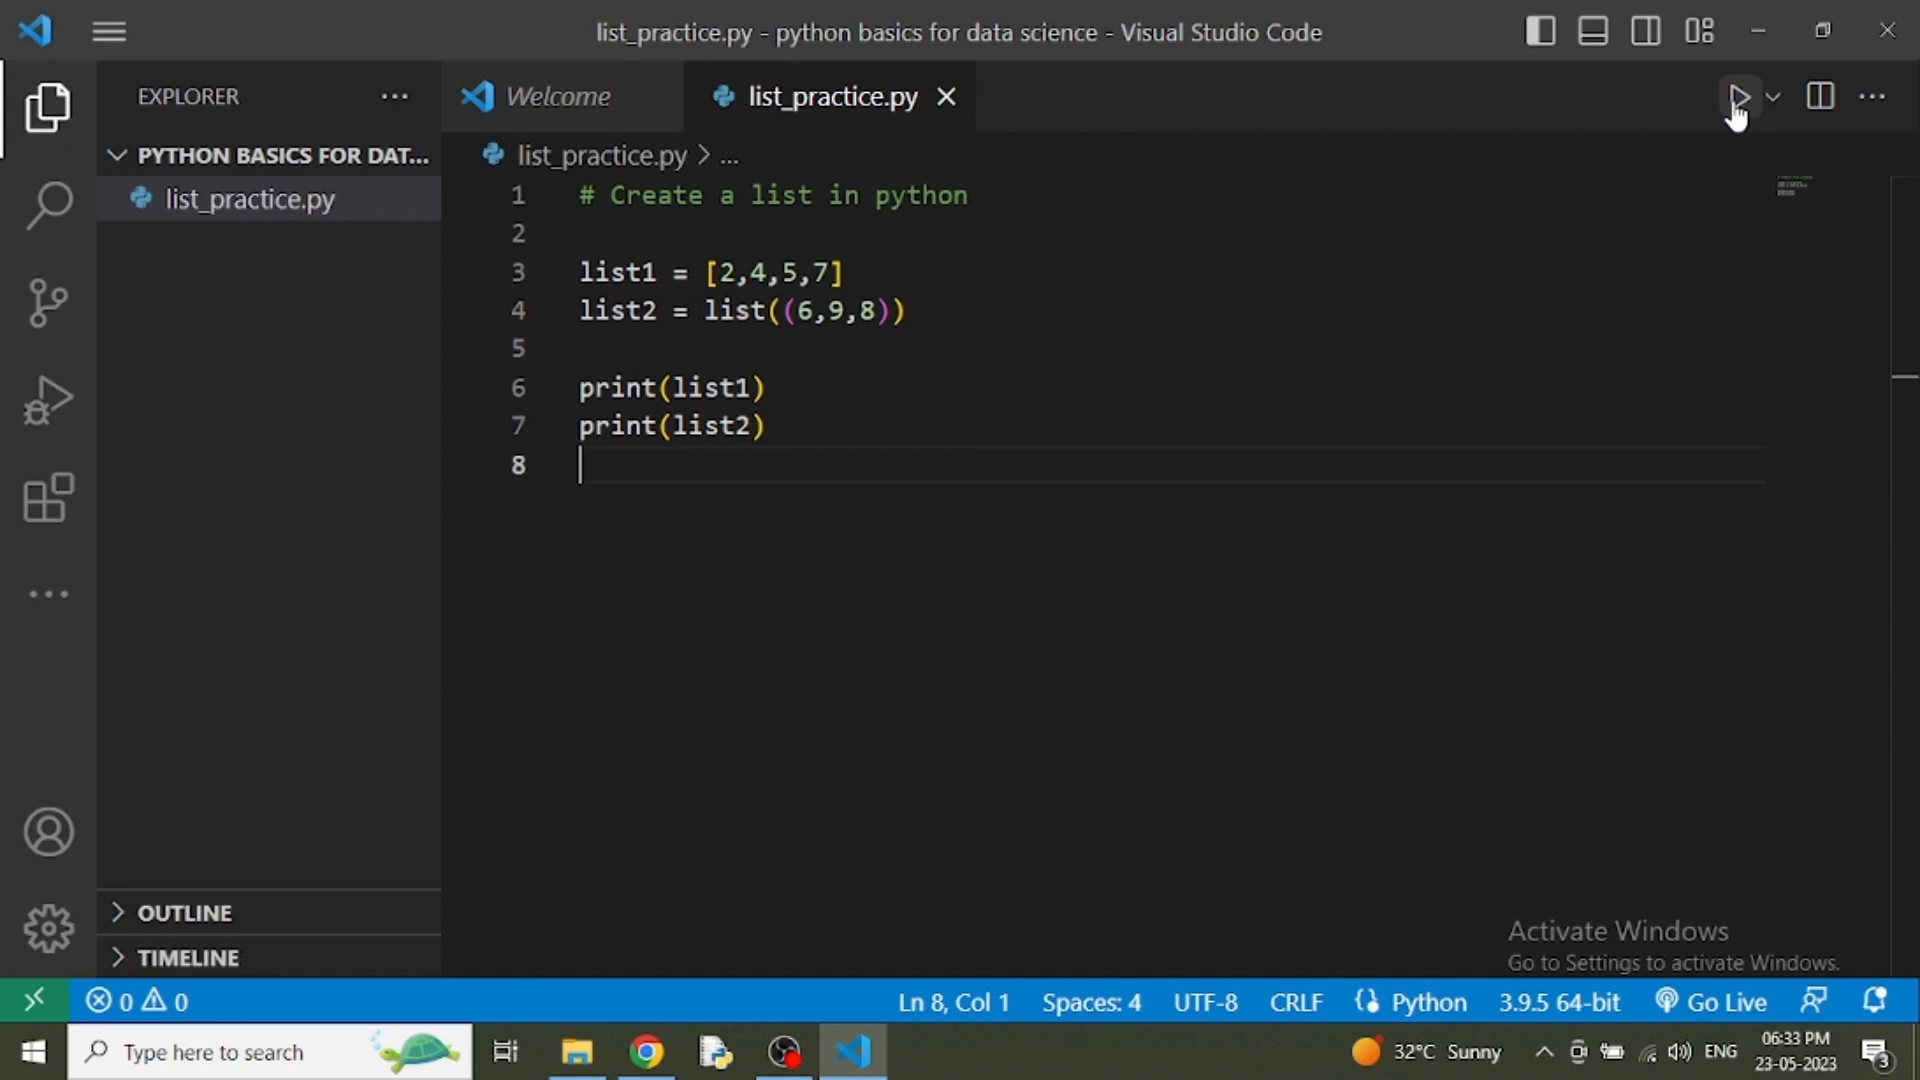 list_practice.py - python basics for data science - Visual Studio Code
EXPLORER
Welcome
list_practice.py
PYTHON BASICS FOR DAT...
list_practice.py
list_practice.py > ...
1 # Create a list in python
2
3 list1 = [2,4,5,7]
4 list2 = list((6,9,8))
5
6 print(list1)
7 print(list2)
8
OUTLINE
TIMELINE
Activate Windows
Go to Settings to activate Windows.
0 0 Ln 8, Col 1 Spaces: 4 UTF-8 CRLF Python 3.9.5 64-bit Go Live
Type here to search
32°C Sunny
ENG
06:33 PM
23-05-2023
3